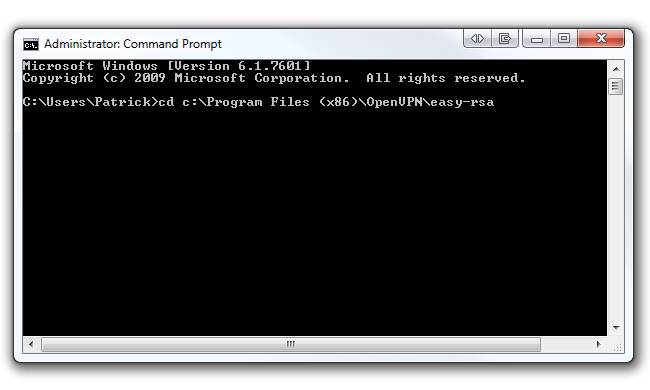 Administrator: Command Prompt
Microsoft Windows [Version 6.1.7601]
Copyright (c) 2009 Microsoft Corporation.  All rights reserved.
C:\Users\Patrick>cd c:\Program Files (x86)\OpenVPN\easy-rsa